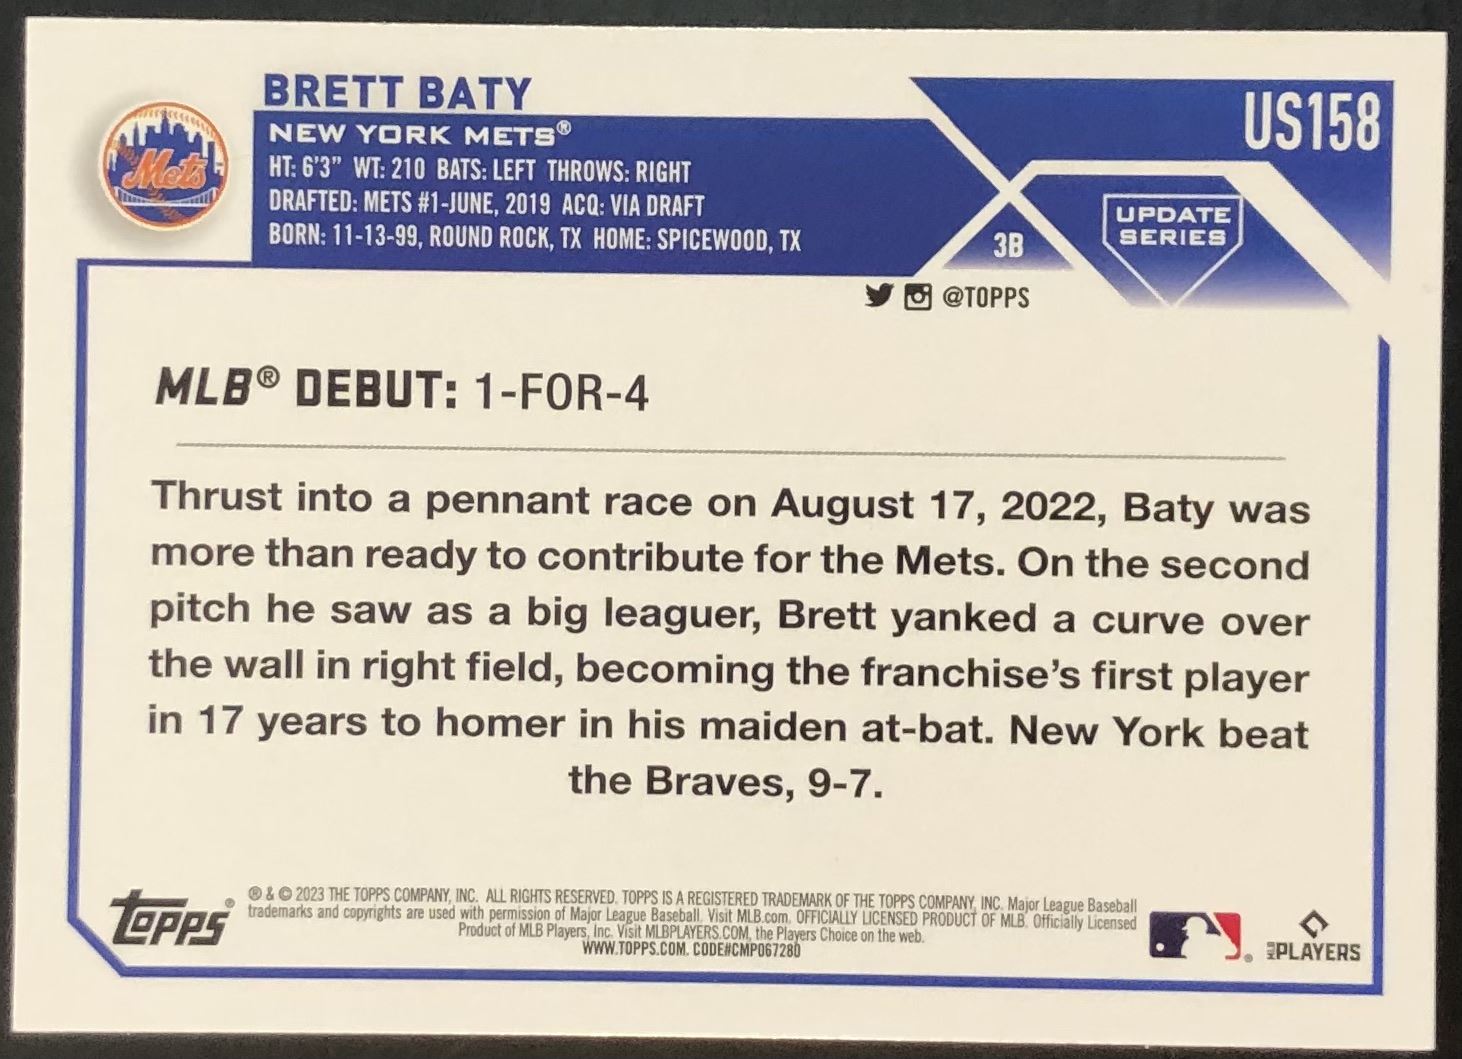 BRETT BATY
US158
Mets
NEW YORK METS®
HT: 6'3" WT: 210 BATS: LEFT THROWS: RIGHT
DRAFTED: METS #1-JUNE, 2019 ACQ: VIA DRAFT
BORN: 11-13-99, ROUND ROCK, TX HOME: SPICEWOOD, TX
3B
UPDATE
SERIES
@TOPPS
MLB® DEBUT: 1-FOR-4
Thrust into a pennant race on August 17, 2022, Baty was
more than ready to contribute for the Mets. On the second
pitch he saw as a big leaguer, Brett yanked a curve over
the wall in right field, becoming the franchise's first player
in 17 years to homer in his maiden at-bat. New York beat
the Braves, 9-7.
TOPPS®
® & © 2023 THE TOPPS COMPANY, INC. ALL RIGHTS RESERVED. TOPPS IS A REGISTERED TRADEMARK OF THE TOPPS COMPANY, INC. Major League Baseball
trademarks and copyrights are used with permission of Major League Baseball. Visit MLB.com. OFFICIALLY LICENSED PRODUCT OF MLB. Officially Licensed
Product of MLB Players, Inc. Visit MLBPLAYERS.COM, the Players Choice on the web.
WWW.TOPPS.COM. CODE#CMP067280
®
MLB PLAYERS